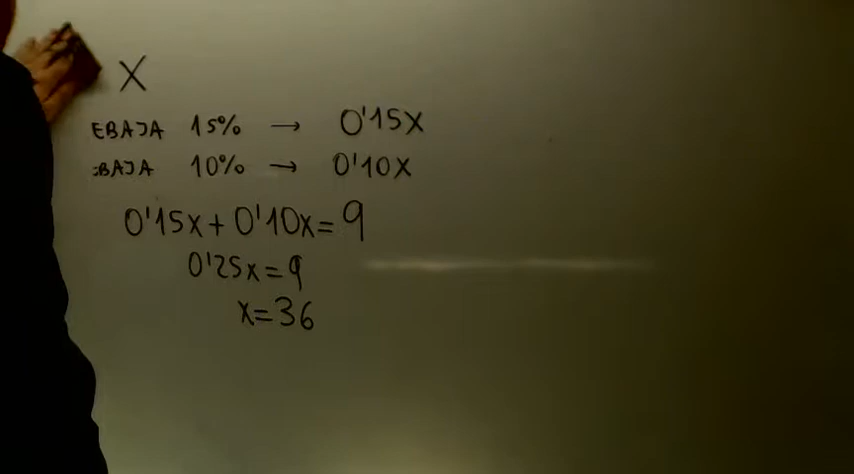 X
EBAJA 15% → 0'15X
BAJA 10% → 0'10X
0'15x + 0'10x = 9
0'25x = 9
x = 36